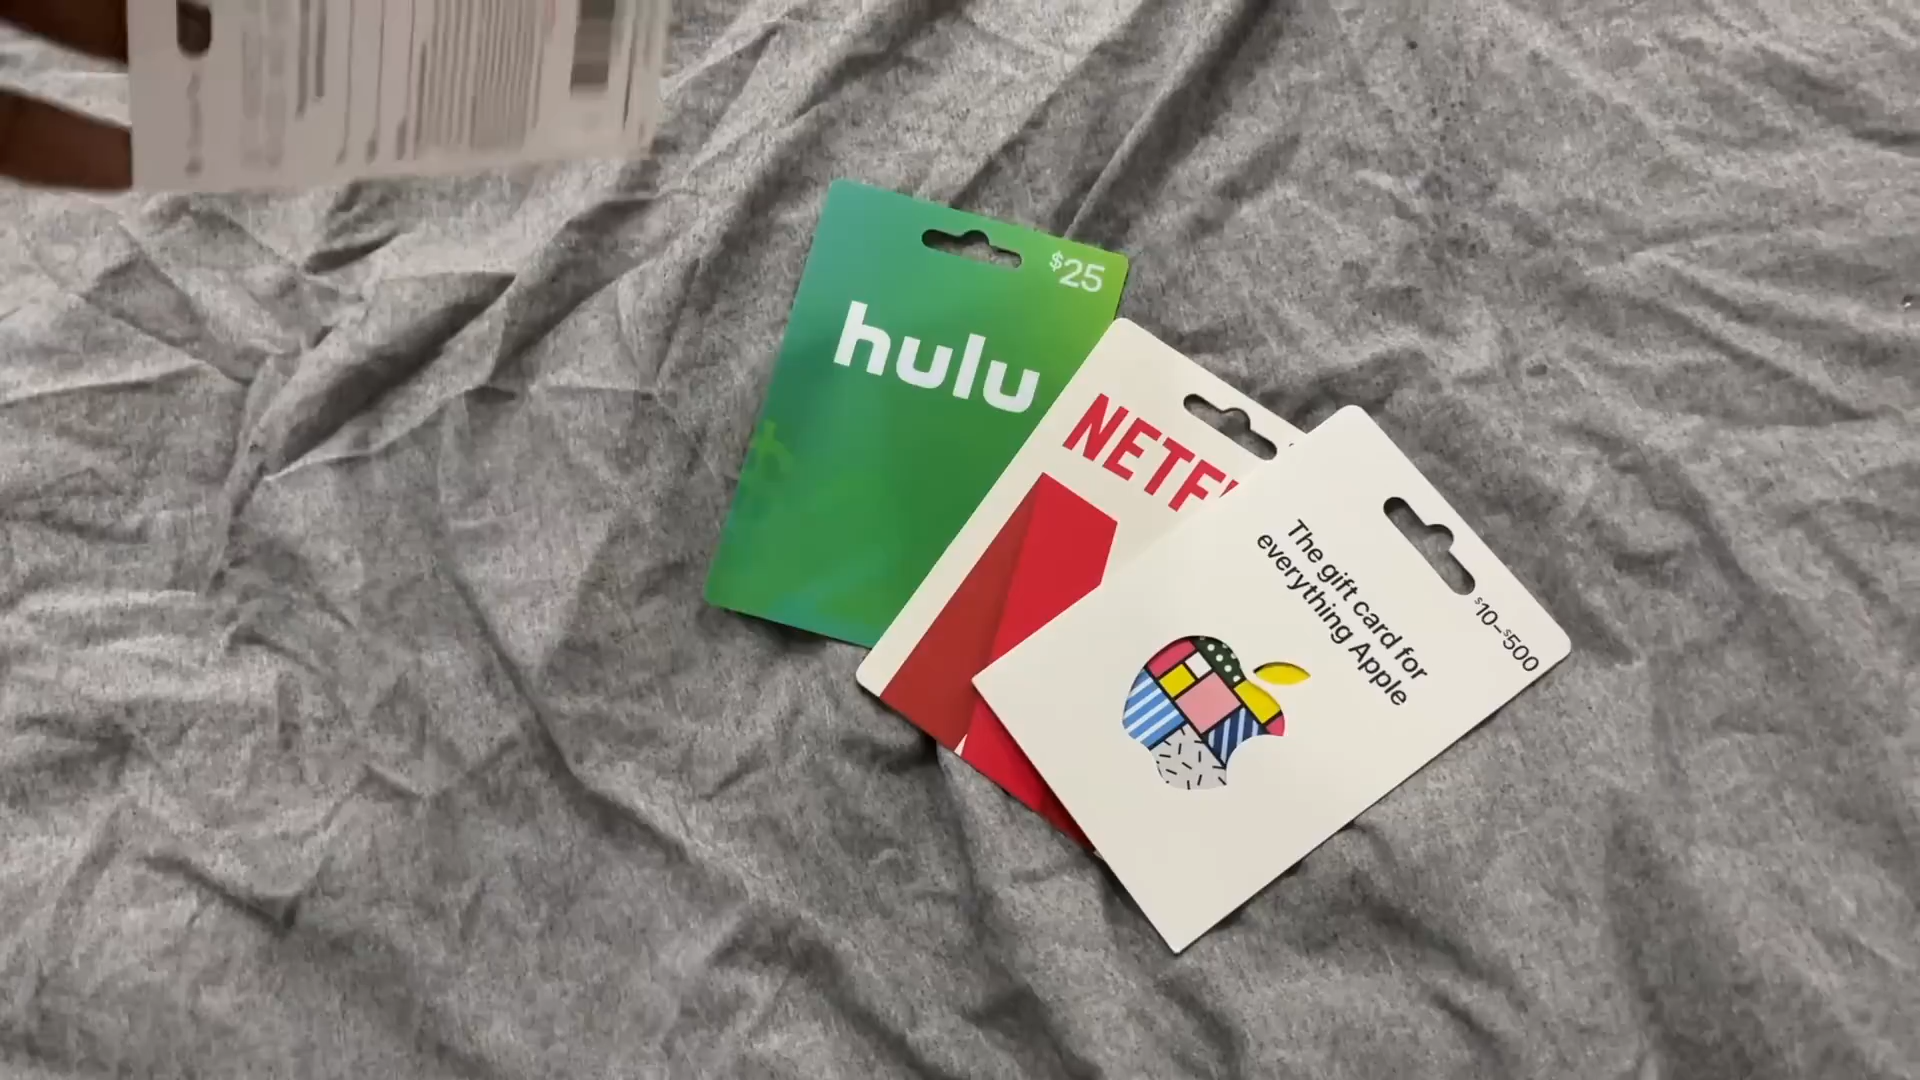 $25
hulu
NETF
The gift card for
everything Apple
$10–$500